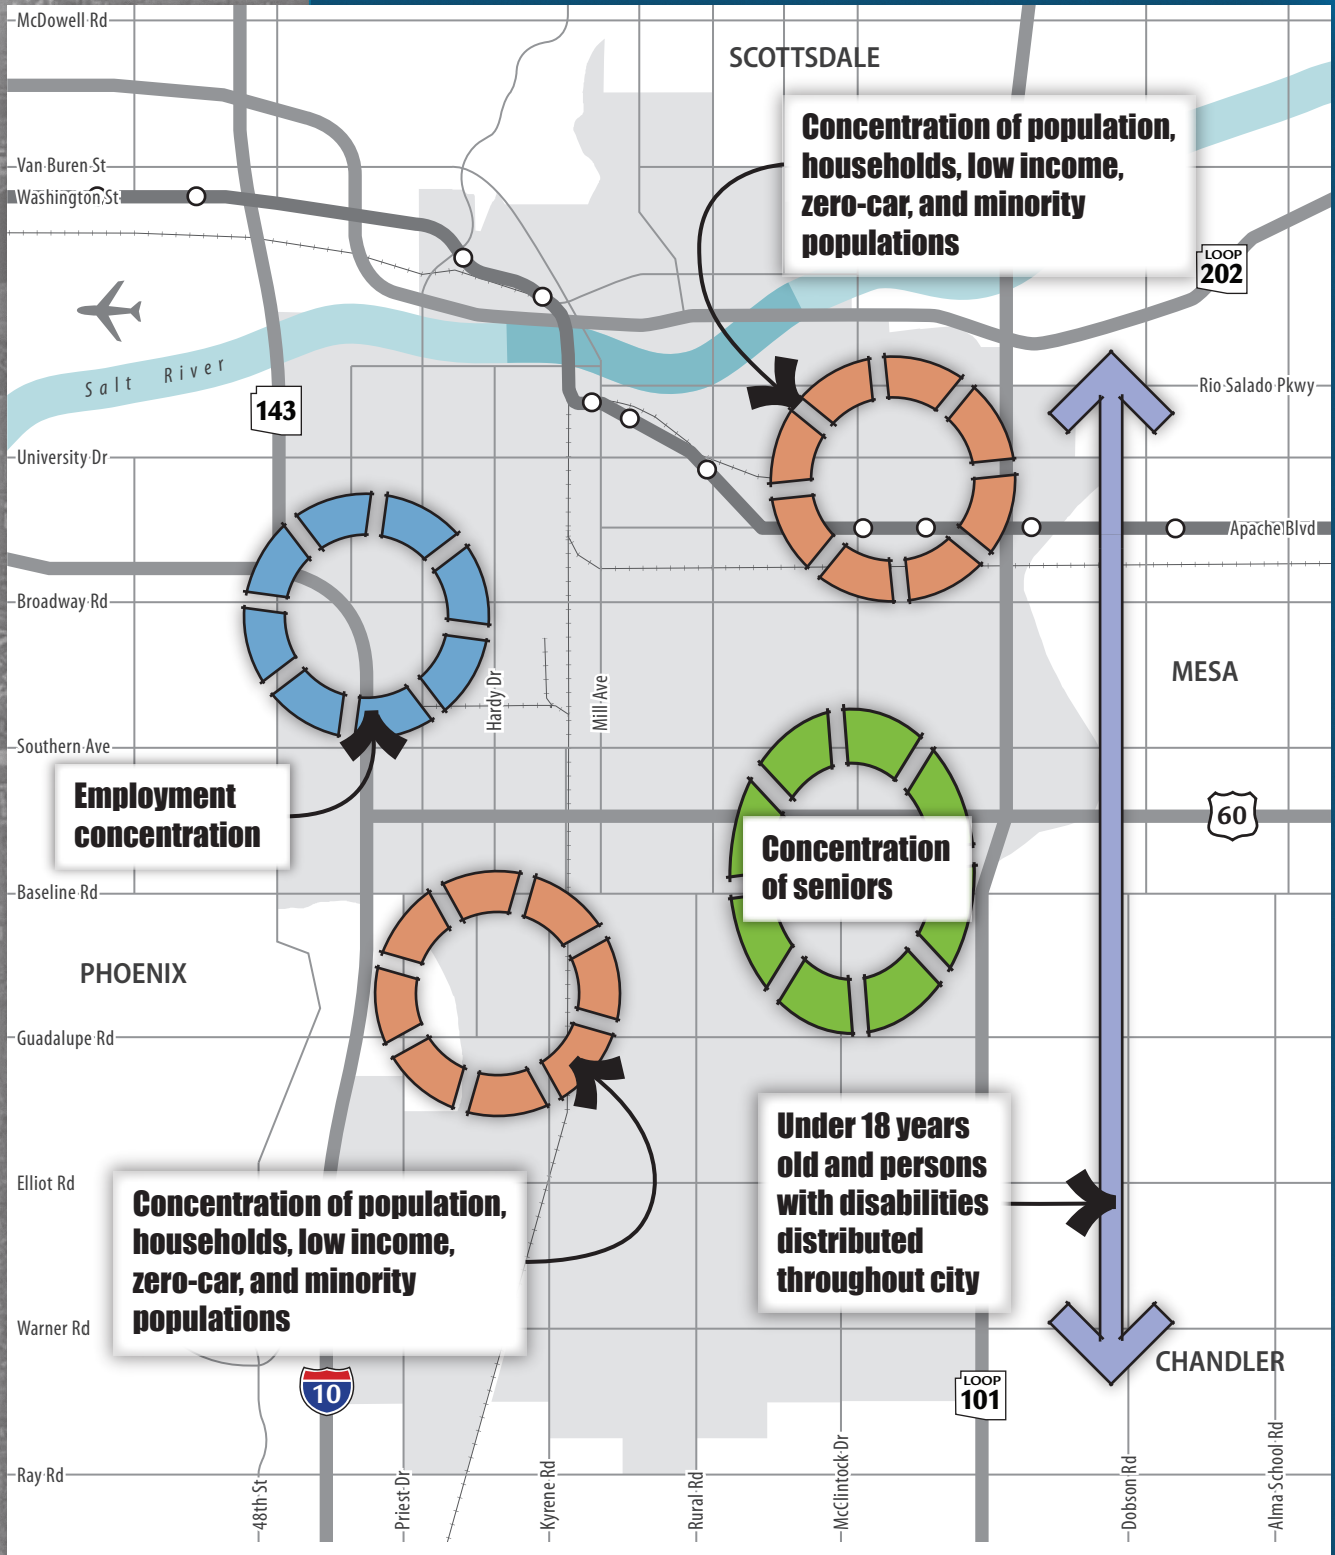 McDowell Rd
SCOTTSDALE
Concentration of population,
households, low income,
zero-car, and minority
populations
Van Buren St
Washington St
LOOP
202
Salt River
Rio Salado Pkwy
143
University Dr
Apache Blvd
Broadway Rd
MESA
Hardy Dr
Mill Ave
Southern Ave
Employment
concentration
60
Concentration
of seniors
Baseline Rd
PHOENIX
Guadalupe Rd
Under 18 years
old and persons
with disabilities
distributed
throughout city
Elliot Rd
Concentration of population,
households, low income,
zero-car, and minority
populations
Warner Rd
CHANDLER
10
LOOP
101
Ray Rd
48th St
Priest Dr
Kyrene Rd
Rural Rd
McClintock Dr
Dobson Rd
Alma School Rd